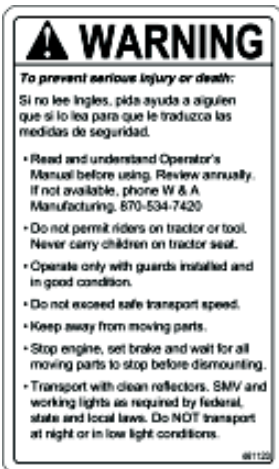 WARNING
To prevent serious injury or death:
Si no lee Ingles, pida ayuda a alguien
que si lo lea para que le traduzca las
medidas de seguridad.
• Read and understand Operator's
Manual before using. Review annually.
If not available, phone W & A
Manufacturing. 870-534-7420
• Do not permit riders on tractor or tool.
Never carry children on tractor seat.
• Operate only with guards installed and
in good condition.
• Do not exceed safe transport speed.
• Keep away from moving parts.
• Stop engine, set brake and wait for all
moving parts to stop before dismounting.
• Transport with clean reflectors. SMV and
working lights as required by federal,
state and local laws. Do NOT transport
at night or in low light conditions.